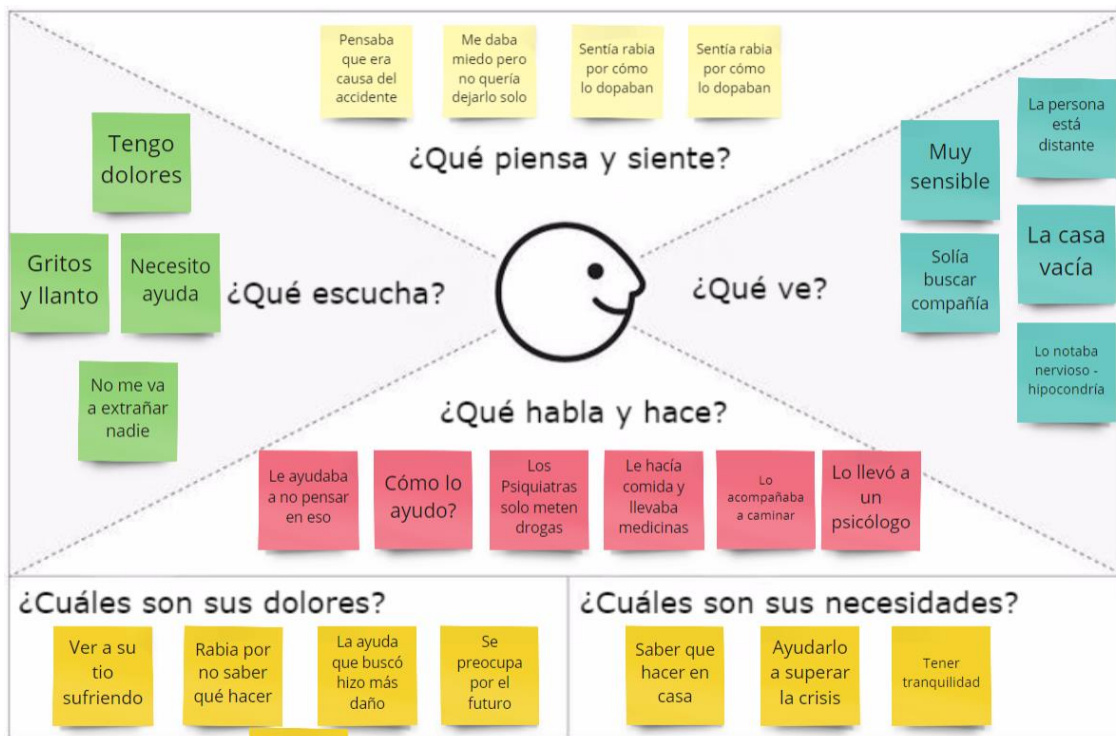 Pensaba
que era
causa del
accidente
Me daba
miedo pero
no quería
dejarlo solo
Sentía rabia
por cómo
lo dopaban
Sentía rabia
por cómo
lo dopaban
¿Qué piensa y siente?
Tengo
dolores
Gritos
y llanto
Necesito
ayuda
No me va
a extrañar
nadie
¿Qué escucha?
¿Qué ve?
La persona
está
distante
Muy
sensible
La casa
vacía
Solía
buscar
compañía
Lo notaba
nervioso -
hipocondría
¿Qué habla y hace?
Le ayudaba
a no pensar
en eso
Cómo lo
ayudo?
Los
Psiquiatras
solo meten
drogas
Le hacía
comida y
llevaba
medicinas
Lo
acompañaba
a caminar
Lo llevó a
un
psicólogo
¿Cuáles son sus dolores?
Ver a su
tio
sufriendo
Rabia por
no saber
qué hacer
La ayuda
que buscó
hizo más
daño
Se
preocupa
por el
futuro
¿Cuáles son sus necesidades?
Saber que
hacer en
casa
Ayudarlo
a superar
la crisis
Tener
tranquilidad